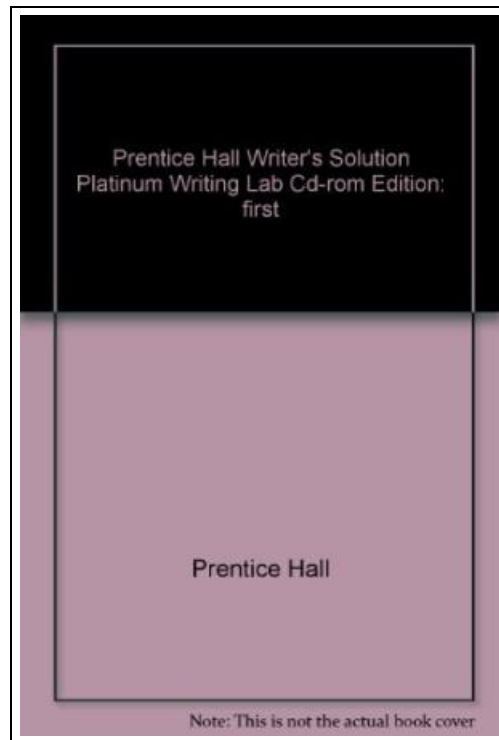 Prentice Hall Writer's Solution
Platinum Writing Lab Cd-rom Edition:
first
Prentice Hall
Note: This is not the actual book cover